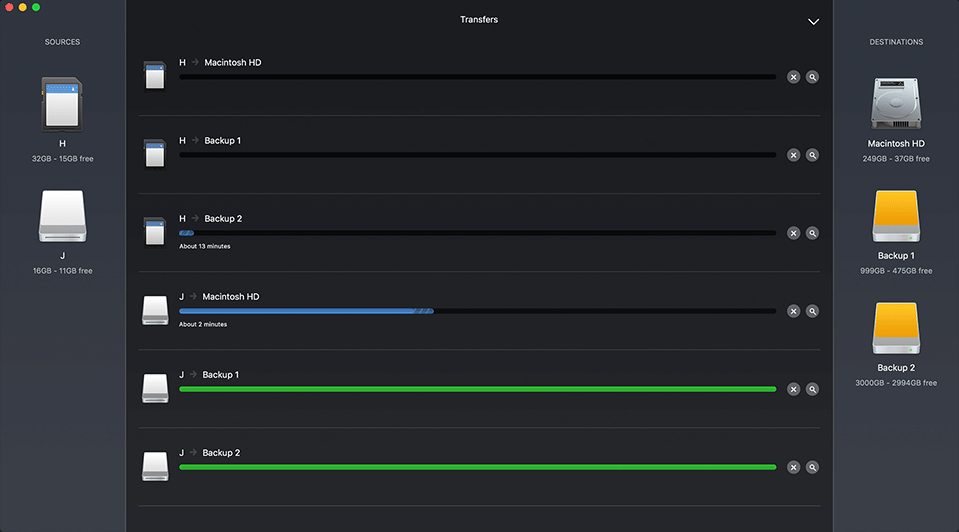 Transfers
SOURCES
H
32GB - 15GB free
J
16GB - 11GB free
H → Macintosh HD
H → Backup 1
H → Backup 2
About 13 minutes
J → Macintosh HD
About 2 minutes
J → Backup 1
J → Backup 2
DESTINATIONS
Macintosh HD
249GB - 37GB free
Backup 1
999GB - 475GB free
Backup 2
3000GB - 2994GB free